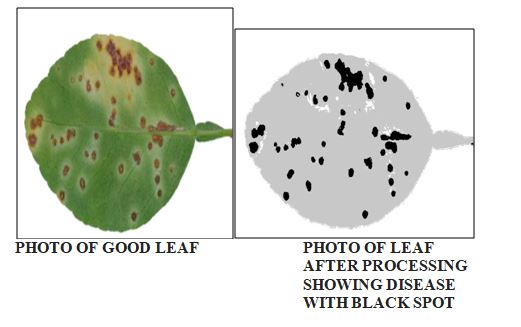 PHOTO OF GOOD LEAF
PHOTO OF LEAF
AFTER PROCESSING
SHOWING DISEASE
WITH BLACK SPOT